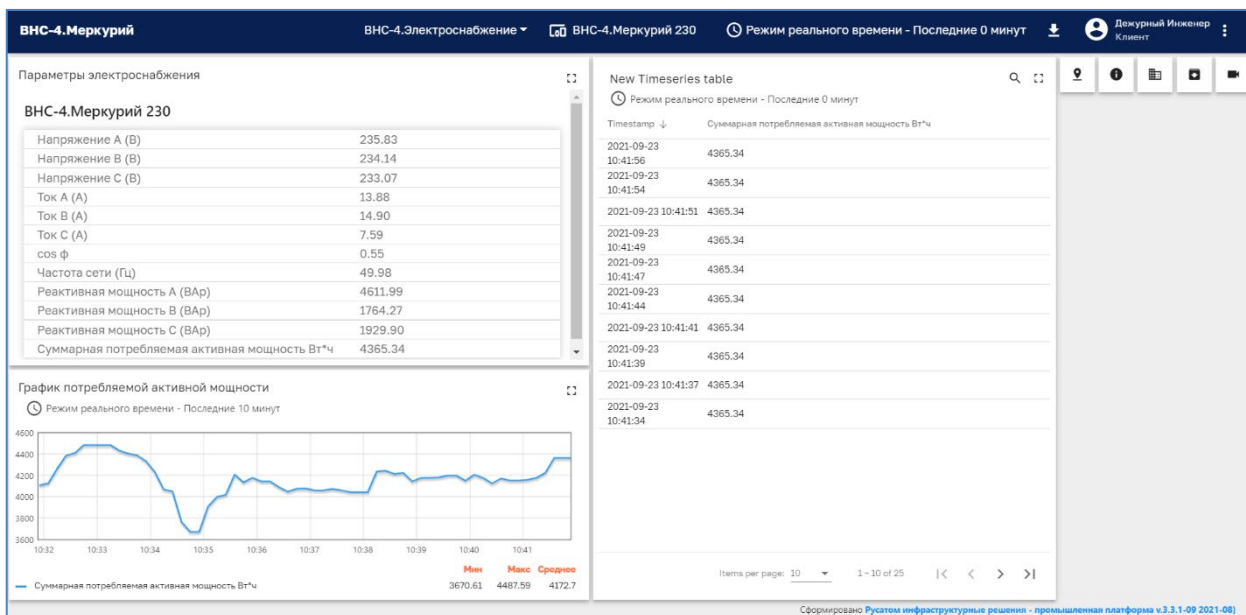 ВНС-4.Меркурий
ВНС-4.Электроснабжение
ВНС-4.Меркурий 230
Режим реального времени - Последние 0 минут
Дежурный Инженер
Клиент
Параметры электроснабжения
ВНС-4.Меркурий 230
Напряжение А (В) 235.83
Напряжение В (В) 234.14
Напряжение С (В) 233.07
Ток А (А) 13.88
Ток В (А) 14.90
Ток С (А) 7.59
cos ф 0.55
Частота сети (Гц) 49.98
Реактивная мощность А (ВАр) 4611.99
Реактивная мощность В (ВАр) 1764.27
Реактивная мощность С (ВАр) 1929.90
Суммарная потребляемая активная мощность Вт*ч 4365.34
График потребляемой активной мощности
Режим реального времени - Последние 10 минут
4600
4400
4200
4000
3800
3600
10:32 10:33 10:34 10:35 10:36 10:37 10:38 10:39 10:40 10:41
Мин Макс Среднее
Суммарная потребляемая активная мощность Вт*ч 3670.61 4487.59 4172.7
New Timeseries table
Режим реального времени - Последние 0 минут
Timestamp ↓ Суммарная потребляемая активная мощность Вт*ч
2021-09-23
10:41:56 4365.34
2021-09-23
10:41:54 4365.34
2021-09-23 10:41:51 4365.34
2021-09-23
10:41:49 4365.34
2021-09-23
10:41:47 4365.34
2021-09-23
10:41:44 4365.34
2021-09-23 10:41:41 4365.34
2021-09-23
10:41:39 4365.34
2021-09-23 10:41:37 4365.34
2021-09-23
10:41:34 4365.34
Items per page: 10 1 – 10 of 25
Сформировано Русатом инфраструктурные решения - промышленная платформа v.3.3.1-09 2021-08)